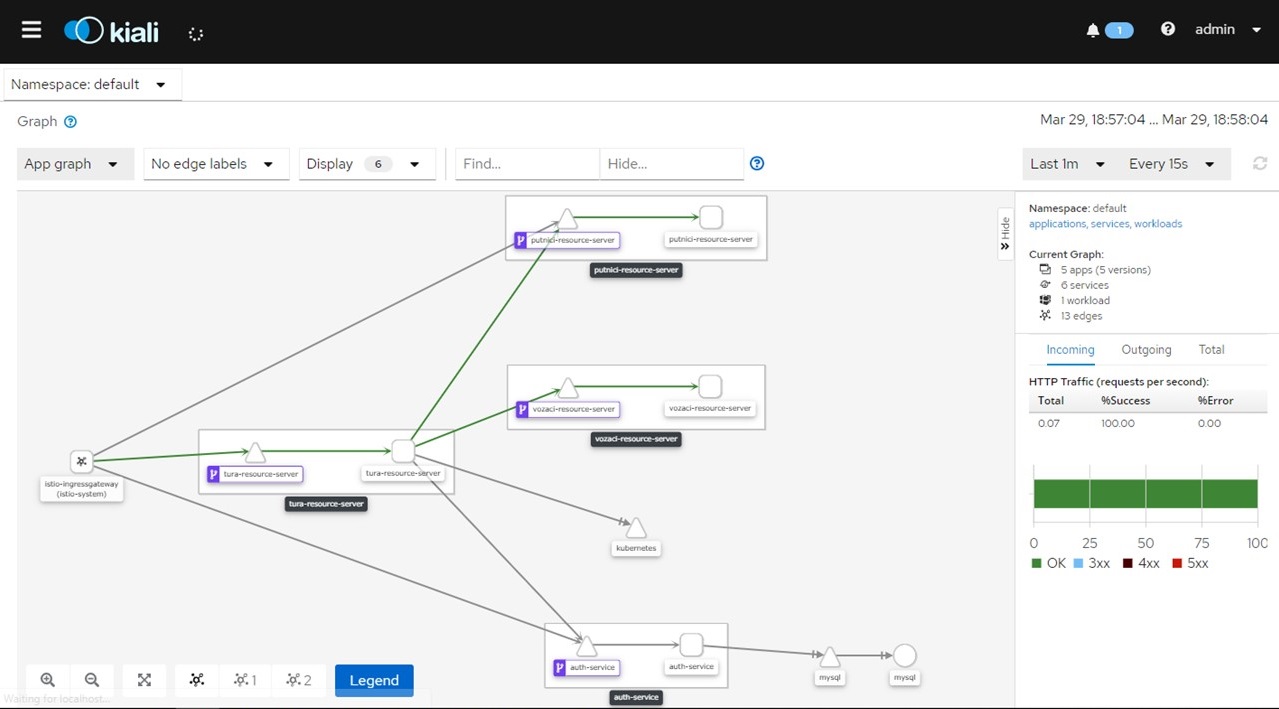 kiali
1
admin
Namespace: default
Graph
Mar 29, 18:57:04 ... Mar 29, 18:58:04
App graph
No edge labels
Display 6
Find...
Hide...
Last 1m
Every 15s
putnici-resource-server
putnici-resource-server
putnici-resource-server
vozaci-resource-server
vozaci-resource-server
vozaci-resource-server
istio-ingressgateway
(istio-system)
tura-resource-server
tura-resource-server
tura-resource-server
kubernetes
auth-service
auth-service
auth-service
mysql
mysql
1
2
Legend
Waiting for localhost...
Hide
Namespace: default
applications, services, workloads
Current Graph:
5 apps (5 versions)
6 services
1 workload
13 edges
Incoming Outgoing Total
HTTP Traffic (requests per second):
Total %Success %Error
0.07 100.00 0.00
0 25 50 75 100
OK 3xx 4xx 5xx